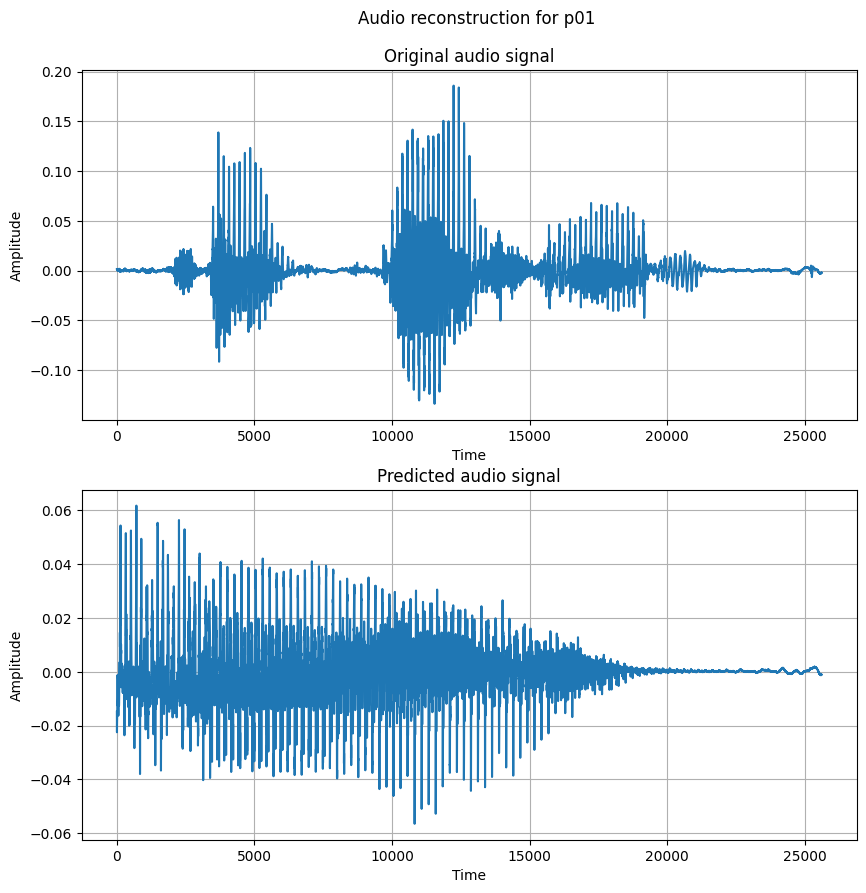 Audio reconstruction for p01
Original audio signal
0.20
0.15
0.10
0.05
0.00
−0.05
−0.10
Amplitude
0 5000 10000 15000 20000 25000
Time
Predicted audio signal
0.06
0.04
0.02
0.00
−0.02
−0.04
−0.06
Amplitude
0 5000 10000 15000 20000 25000
Time